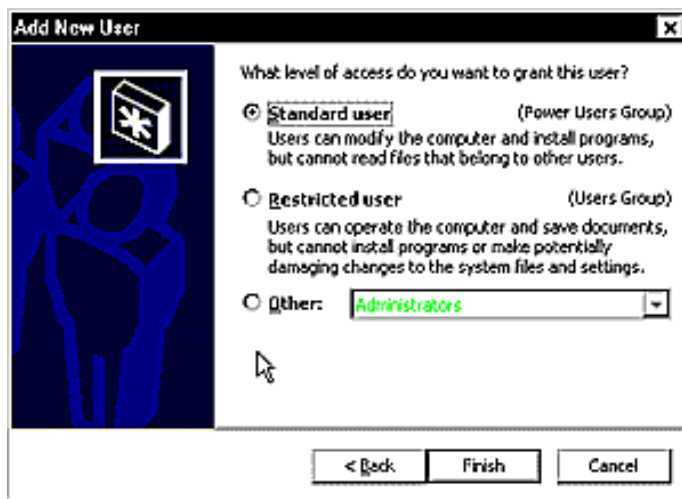 Add New User
What level of access do you want to grant this user?
Standard user (Power Users Group)
Users can modify the computer and install programs,
but cannot read files that belong to other users.
Restricted user (Users Group)
Users can operate the computer and save documents,
but cannot install programs or make potentially
damaging changes to the system files and settings.
Other: Administrators
< Back Finish Cancel